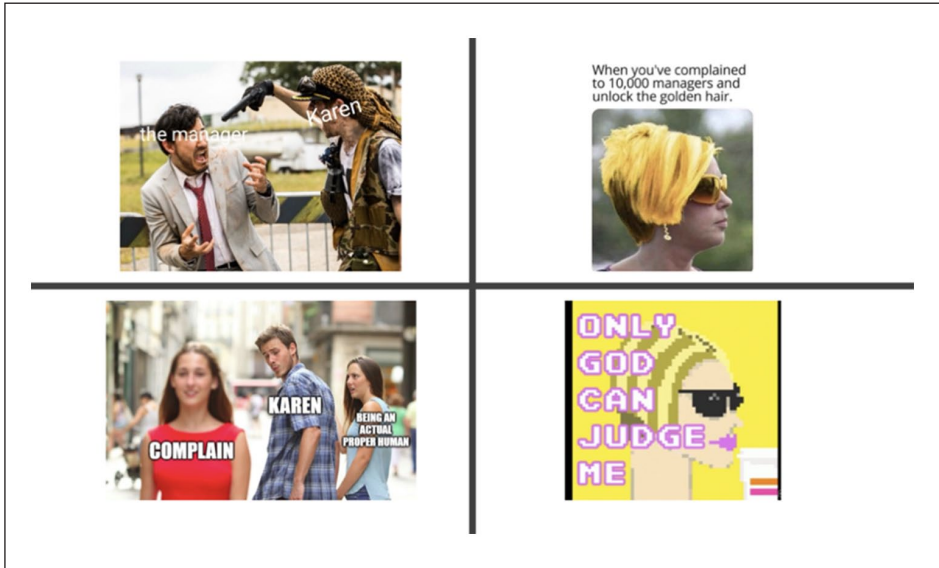 the manager
Karen
When you've complained
to 10,000 managers and
unlock the golden hair.
COMPLAIN
KAREN
BEING AN
ACTUAL
PROPER HUMAN
ONLY
GOD
CAN
JUDGE
ME